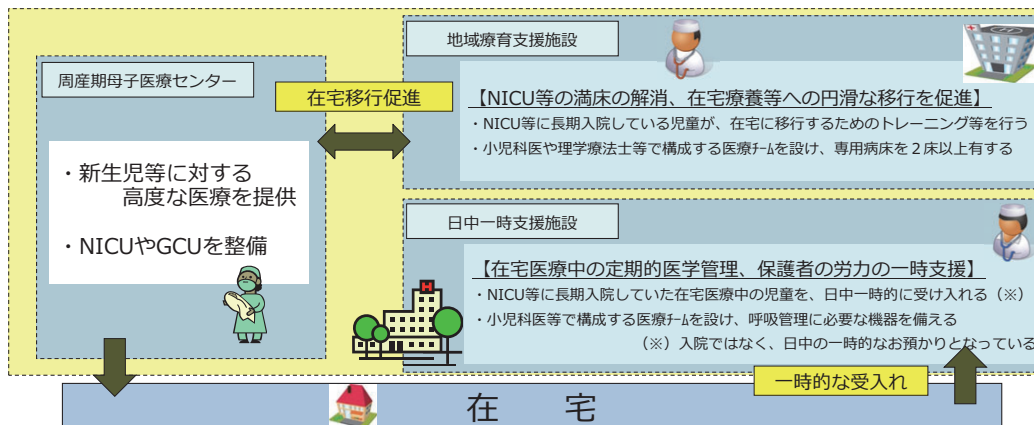 周産期母子医療センター
・新生児等に対する
高度な医療を提供
・NICUやGCUを整備
在宅移行促進
地域療育支援施設
【NICU等の満床の解消、在宅療養等への円滑な移行を促進】
・NICU等に長期入院している児童が、在宅に移行するためのトレーニング等を行う
・小児科医や理学療法士等で構成する医療ﾁｰﾑを設け、専用病床を２床以上有する
日中一時支援施設
【在宅医療中の定期的医学管理、保護者の労力の一時支援】
・NICU等に長期入院していた在宅医療中の児童を、日中一時的に受け入れる（※）
・小児科医等で構成する医療ﾁｰﾑを設け、呼吸管理に必要な機器を備える
（※）入院ではなく、日中の一時的なお預かりとなっている
H
H
一時的な受入れ
在　宅